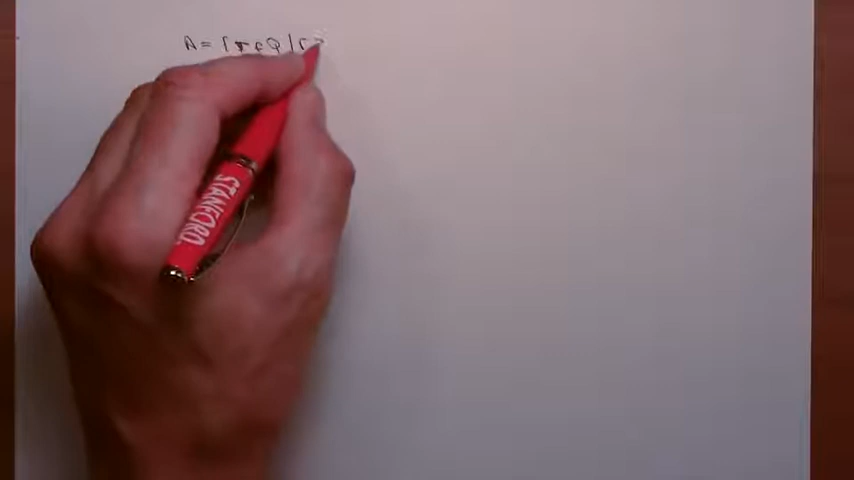 A = { r ∈ Q | r
STANFORD